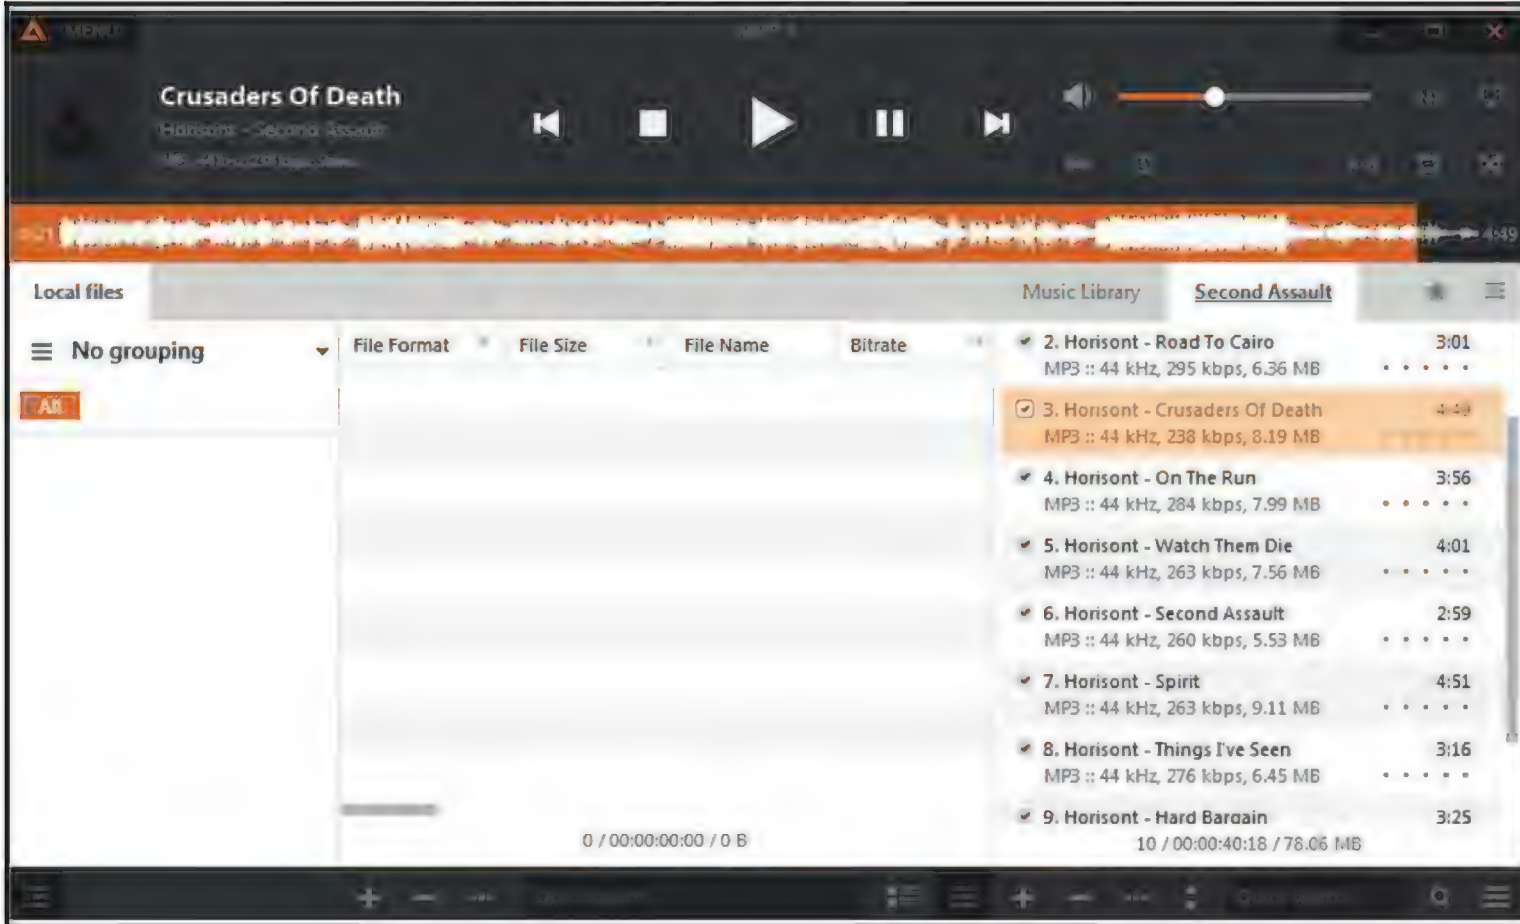 Crusaders Of Death
Horisont - Second Assault
Local files
Music Library
Second Assault
No grouping
File Format
File Size
File Name
Bitrate
All
2. Horisont - Road To Cairo 3:01
MP3 :: 44 kHz, 295 kbps, 6.36 MB
3. Horisont - Crusaders Of Death 4:49
MP3 :: 44 kHz, 238 kbps, 8.19 MB
4. Horisont - On The Run 3:56
MP3 :: 44 kHz, 284 kbps, 7.99 MB
5. Horisont - Watch Them Die 4:01
MP3 :: 44 kHz, 263 kbps, 7.56 MB
6. Horisont - Second Assault 2:59
MP3 :: 44 kHz, 260 kbps, 5.53 MB
7. Horisont - Spirit 4:51
MP3 :: 44 kHz, 263 kbps, 9.11 MB
8. Horisont - Things I've Seen 3:16
MP3 :: 44 kHz, 276 kbps, 6.45 MB
9. Horisont - Hard Bargain 3:25
0 / 00:00:00:00 / 0 B
10 / 00:00:40:18 / 78.06 MB